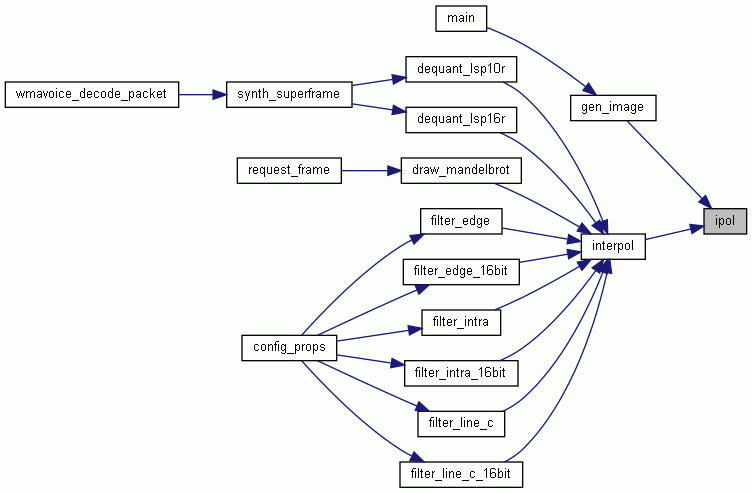 main
dequant_lsp10r
wmavoice_decode_packet
synth_superframe
gen_image
dequant_lsp16r
request_frame
draw_mandelbrot
filter_edge
ipol
interpol
filter_edge_16bit
filter_intra
config_props
filter_intra_16bit
filter_line_c
filter_line_c_16bit